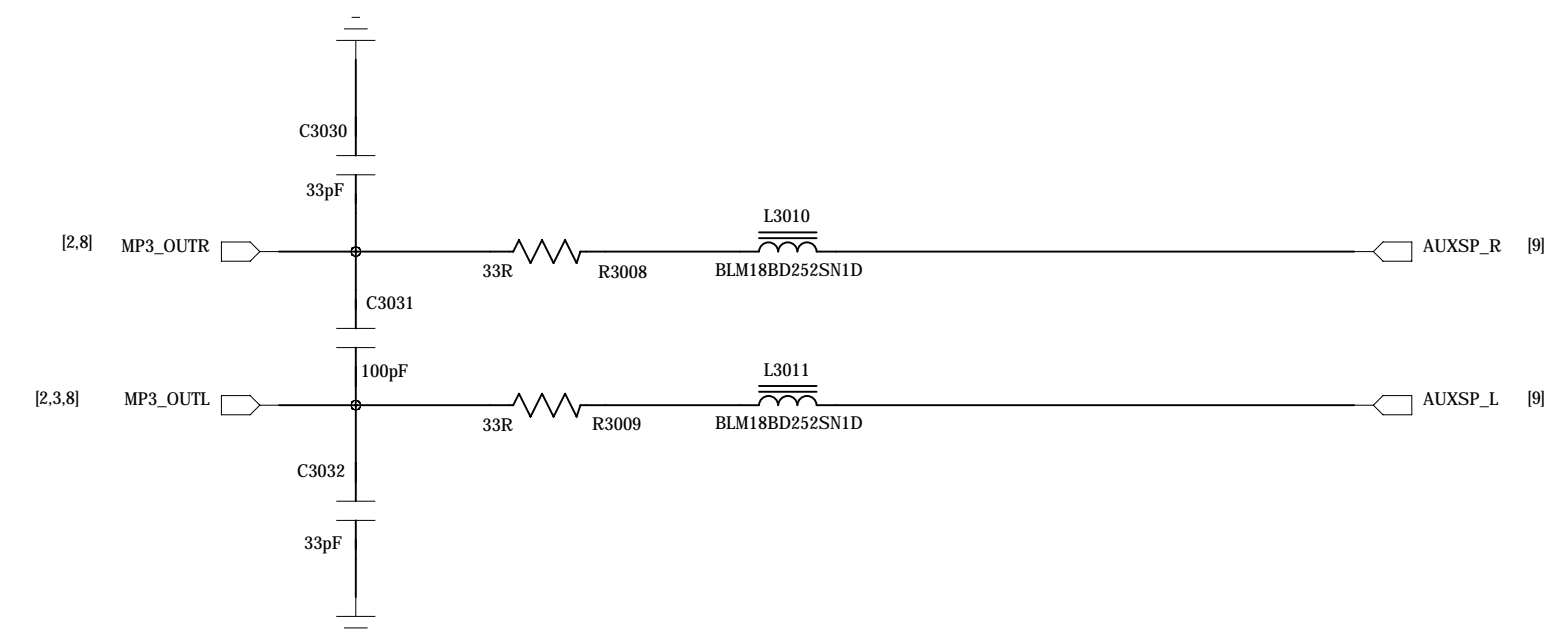 C3030
33pF
L3010
[2,8] MP3_OUTR AUXSP_R [9]
33R R3008 BLM18BD252SN1D
C3031
100pF L3011
[2,3,8] MP3_OUTL AUXSP_L [9]
33R R3009 BLM18BD252SN1D
C3032
33pF